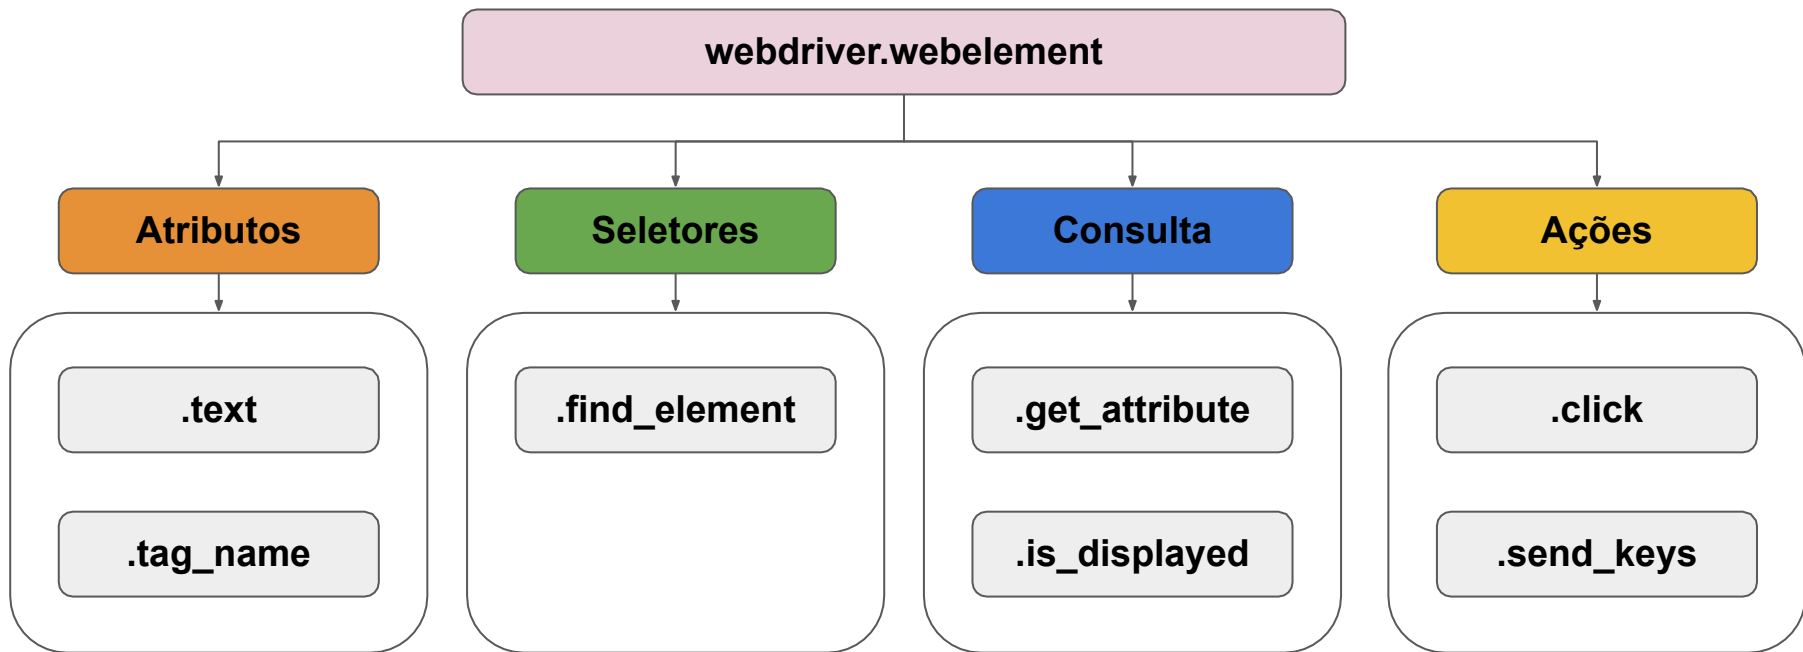 webdriver.webelement
Atributos
Seletores
Consulta
Ações
.text
.find_element
.get_attribute
.click
.tag_name
.is_displayed
.send_keys